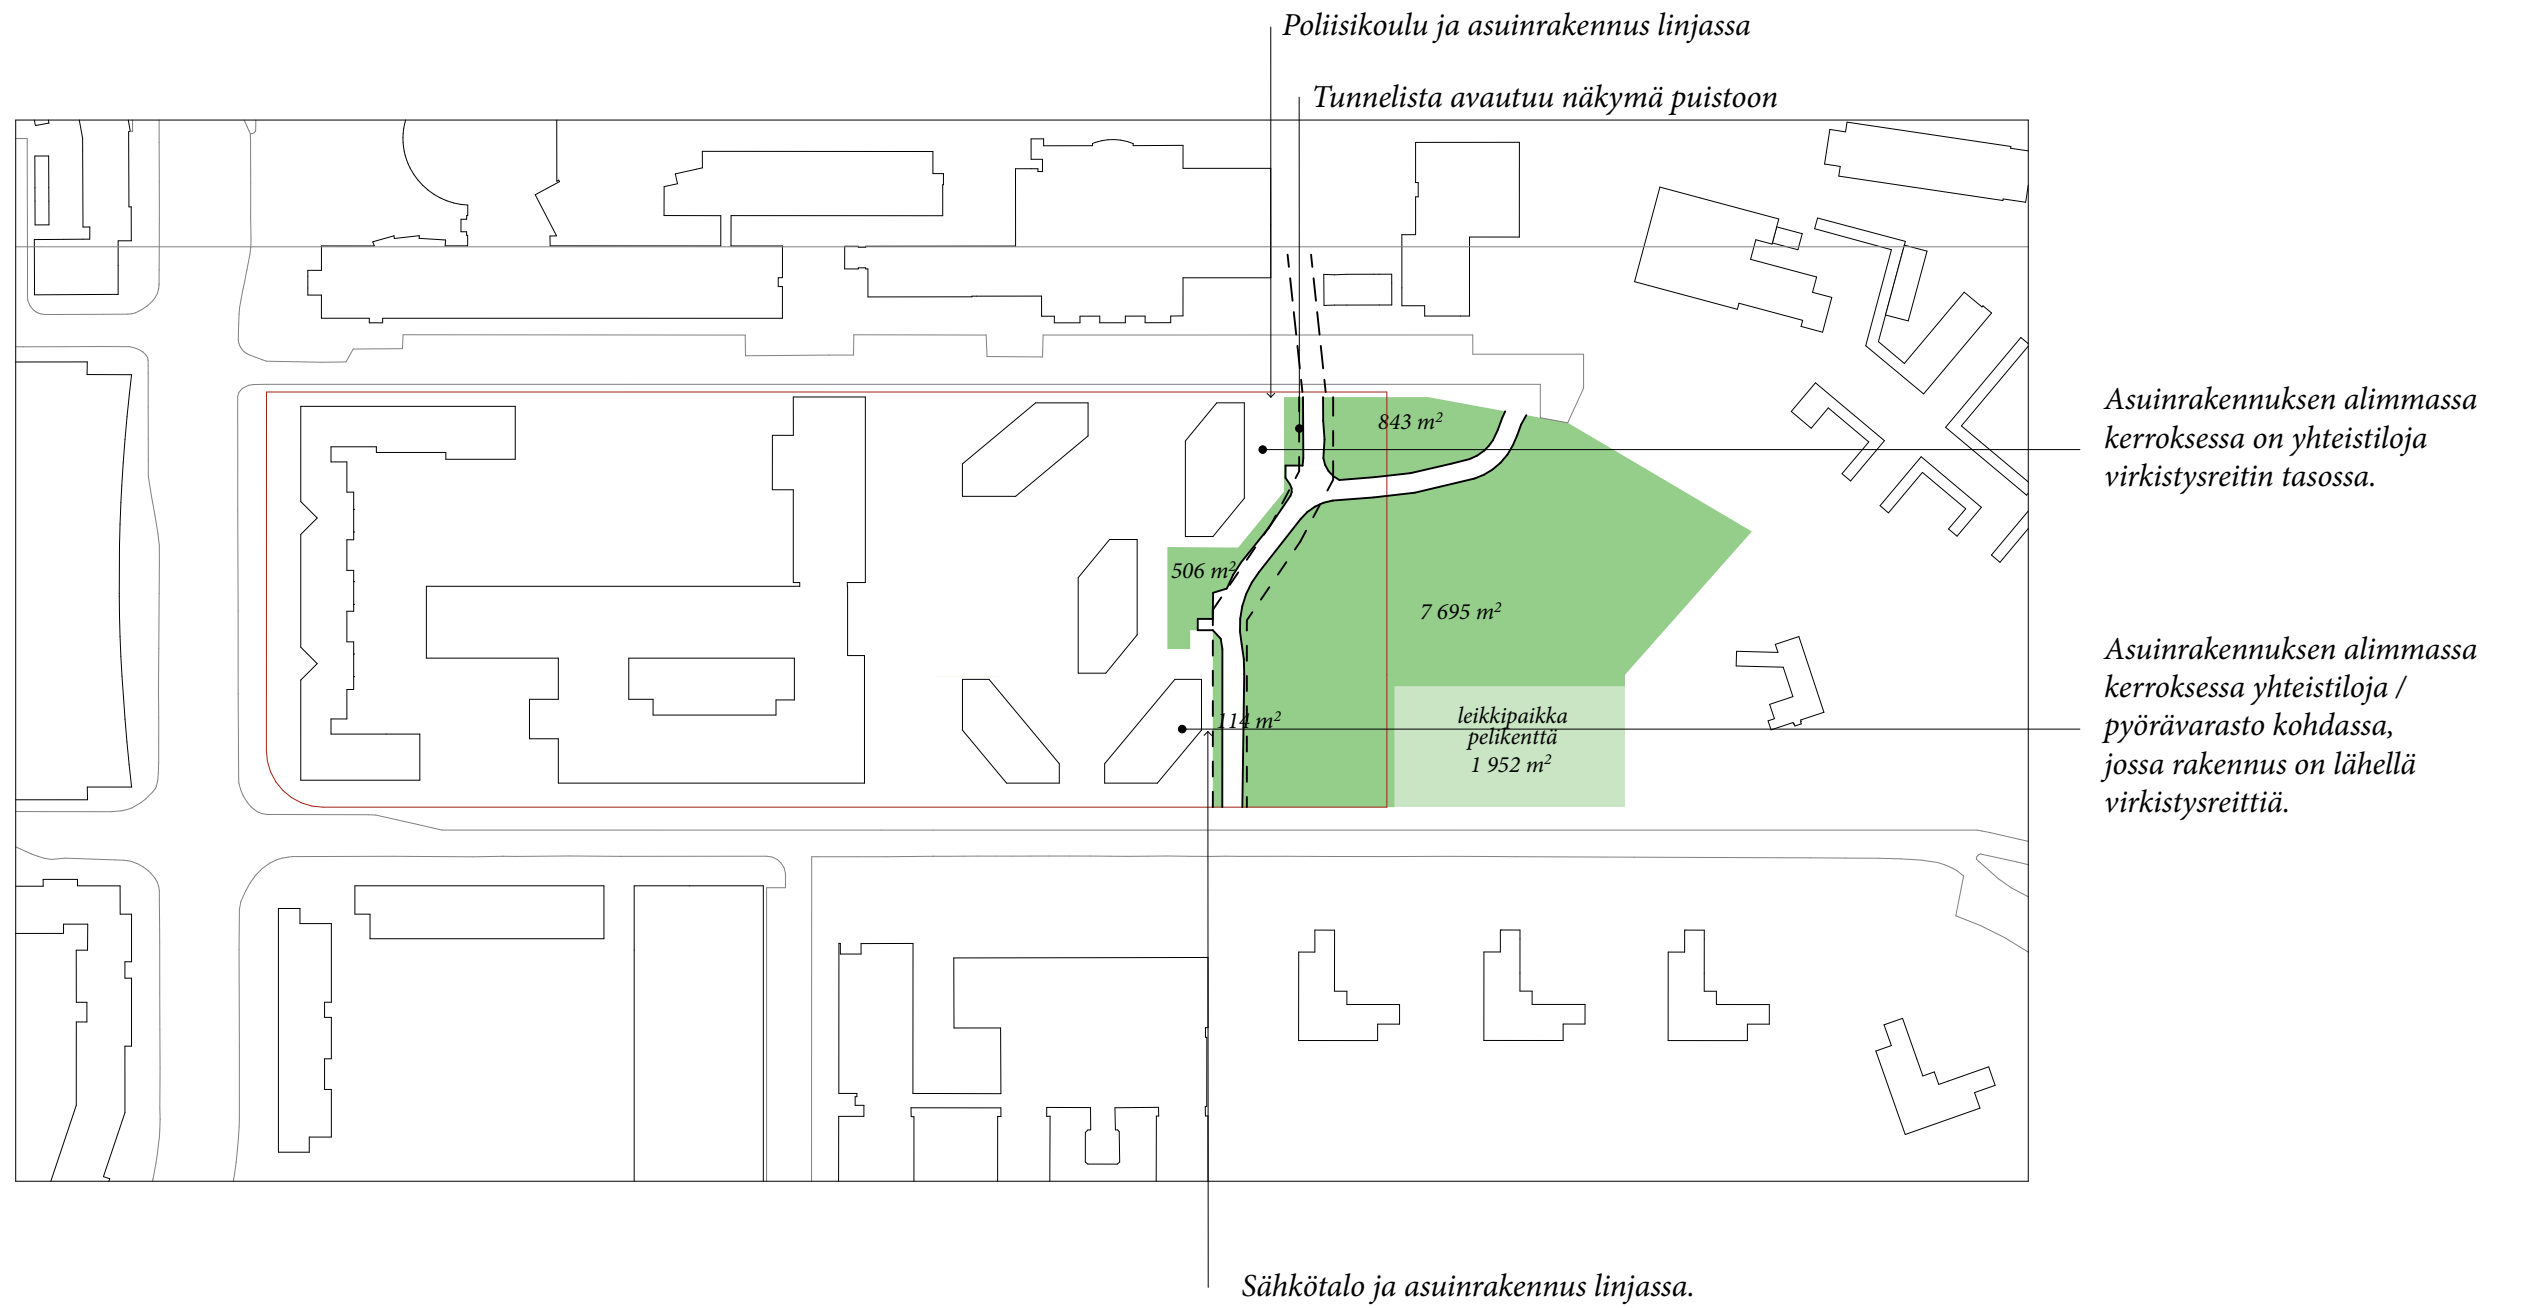 Poliisikoulu ja asuinrakennus linjassa
Tunnelista avautuu näkymä puistoon
Asuinrakennuksen alimmassa
kerroksessa on yhteistiloja
virkistysreitin tasossa.
843 m²
506 m²
7 695 m²
114 m²
leikkipaikka
pelikenttä
1 952 m²
Asuinrakennuksen alimmassa
kerroksessa yhteistiloja /
pyörävarasto kohdassa,
jossa rakennus on lähellä
virkistysreittiä.
Sähkötalo ja asuinrakennus linjassa.